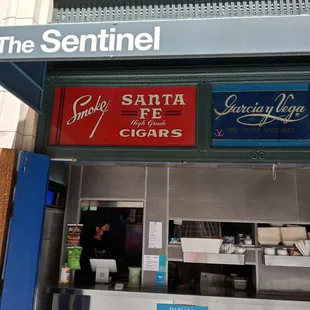 The Sentinel
Smoke SANTA FE
High Grade
CIGARS
Garcia y Vega